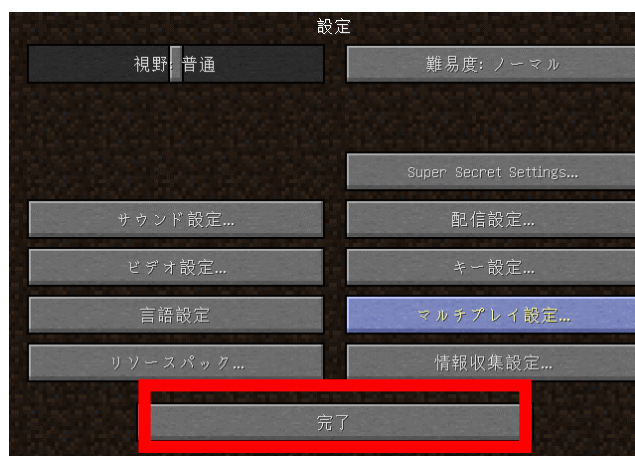 設定
視野: 普通
難易度: ノーマル
Super Secret Settings...
サウンド設定...
配信設定...
ビデオ設定...
キー設定...
言語設定
マルチプレイ設定...
リソースパック...
情報収集設定...
完了